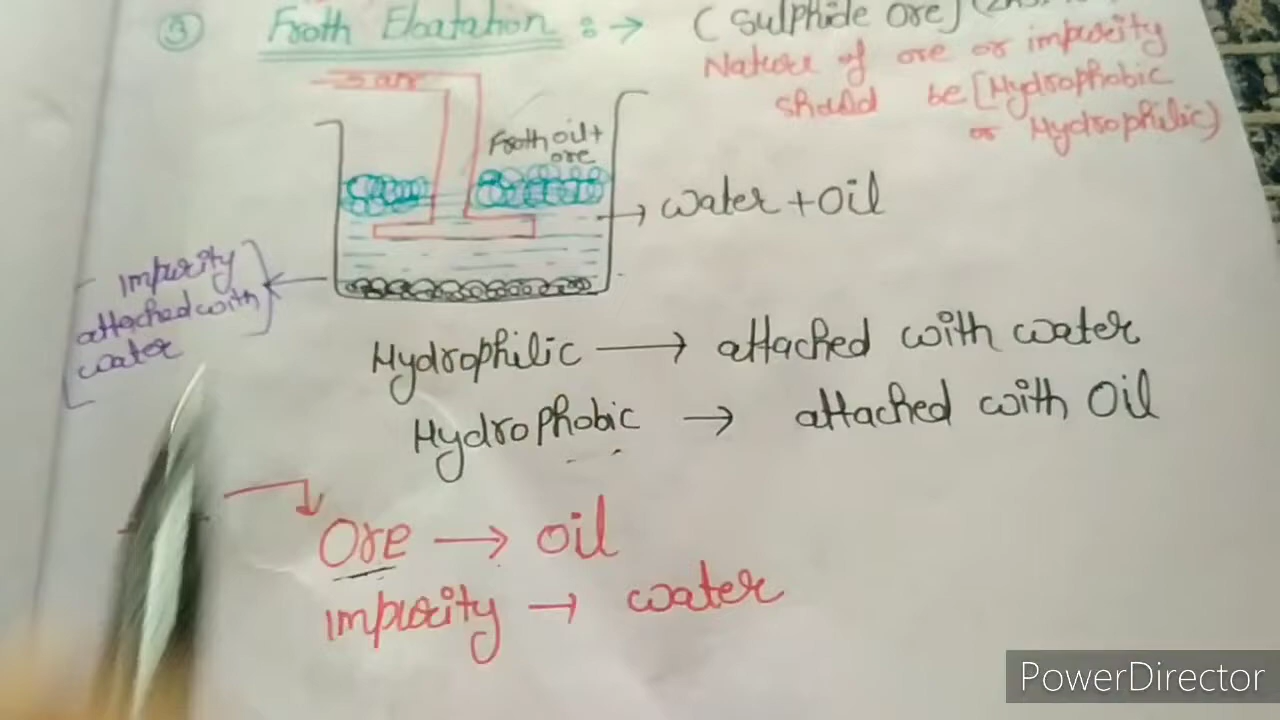 ③ Froth Floatation :→ (Sulphide ore)
Nature of ore or impurity
should be [Hydrophobic
or Hydrophilic)
air
Froth oil+
ore
→ water + oil
Impurity
attached with
water
Hydrophilic → attached with water
Hydrophobic → attached with oil
Ore → oil
impurity → water
PowerDirector